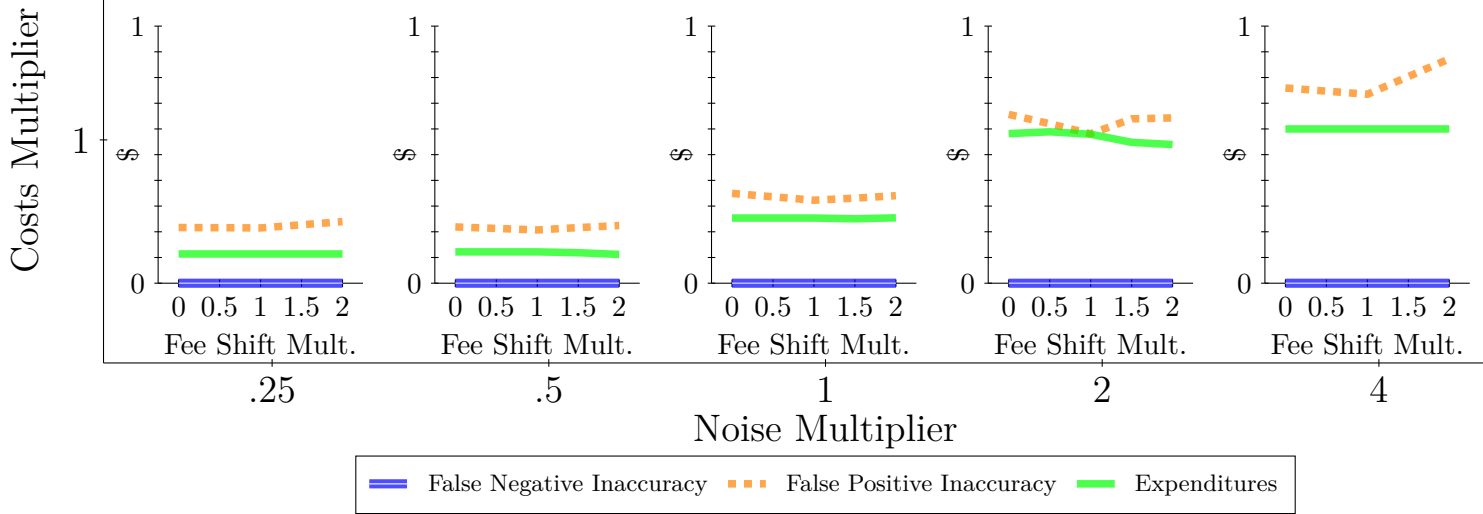 Costs Multiplier
1
1
$
0
0 0.5 1 1.5 2
Fee Shift Mult.
1
$
0
0 0.5 1 1.5 2
Fee Shift Mult.
1
$
0
0 0.5 1 1.5 2
Fee Shift Mult.
1
$
0
0 0.5 1 1.5 2
Fee Shift Mult.
1
$
0
0 0.5 1 1.5 2
Fee Shift Mult.
.25 .5 1 2 4
Noise Multiplier
False Negative Inaccuracy False Positive Inaccuracy Expenditures